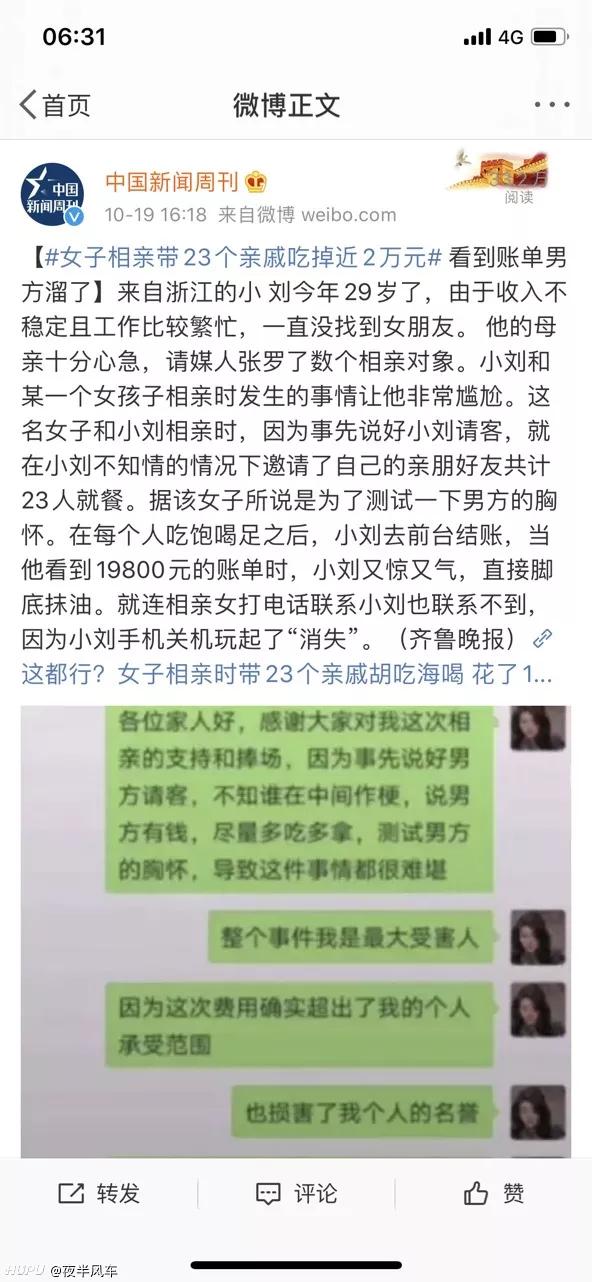 06:31
4G
首页
微博正文
中国
新闻周刊
中国新闻周刊
阅读
10-19 16:18 来自微博 weibo.com
【#女子相亲带23个亲戚吃掉近2万元# 看到账单男
方溜了】来自浙江的小 刘今年29岁了，由于收入不
稳定且工作比较繁忙，一直没找到女朋友。 他的母
亲十分心急，请媒人张罗了数个相亲对象。小刘和
某一个女孩子相亲时发生的事情让他非常尴尬。这
名女子和小刘相亲时，因为事先说好小刘请客，就
在小刘不知情的情况下邀请了自己的亲朋好友共计
23人就餐。据该女子所说是为了测试一下男方的胸
怀。在每个人吃饱喝足之后，小刘去前台结账，当
他看到19800元的账单时，小刘又惊又气，直接脚
底抹油。就连相亲女打电话联系小刘也联系不到，
因为小刘手机关机玩起了“消失”。（齐鲁晚报）
这都行？女子相亲时带23个亲戚胡吃海喝 花了1...
各位家人好，感谢大家对我这次相
亲的支持和捧场，因为事先说好男
方请客，不知谁在中间作梗，说男
方有钱，尽量多吃多拿，测试男方
的胸怀，导致这件事情都很难堪
整个事件我是最大受害人
因为这次费用确实超出了我的个人
承受范围
也损害了我个人的名誉
转发
评论
赞
HUPU @夜半风车